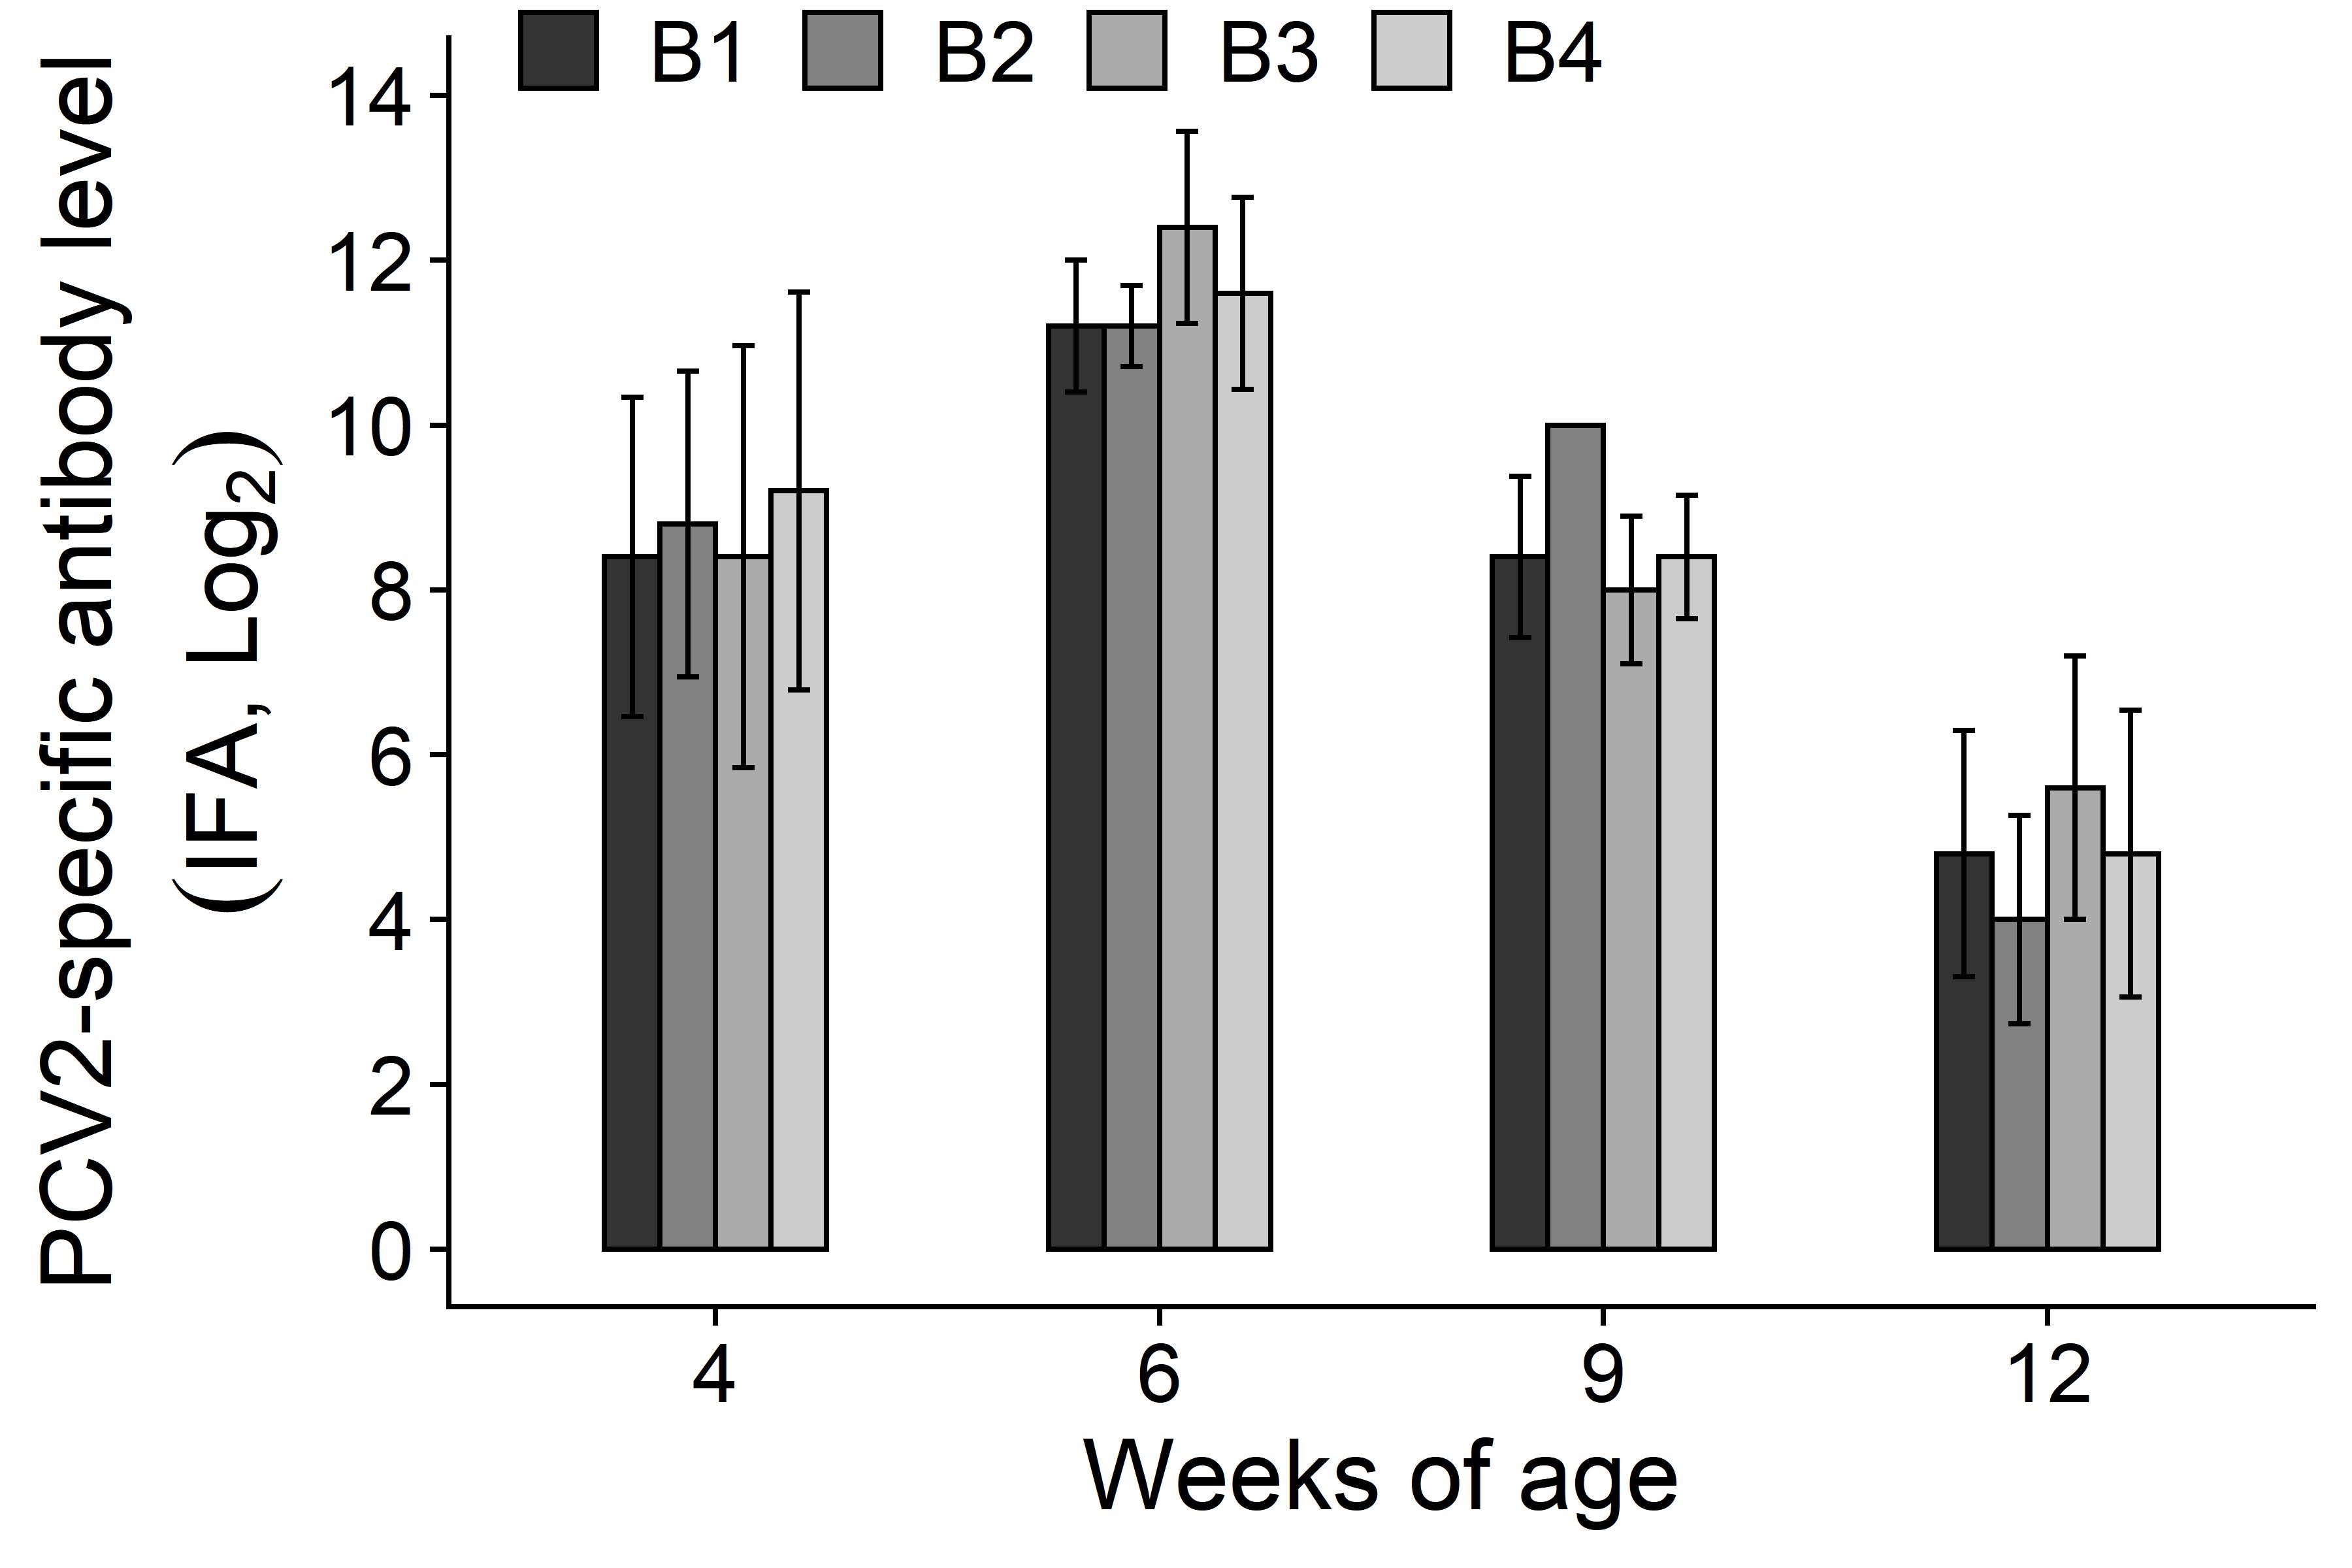 B1 B2 B3 B4
PCV2-specific antibody level
(IFA, Log₂)
14
12
10
8
6
4
2
0
4 6 9 12
Weeks of age